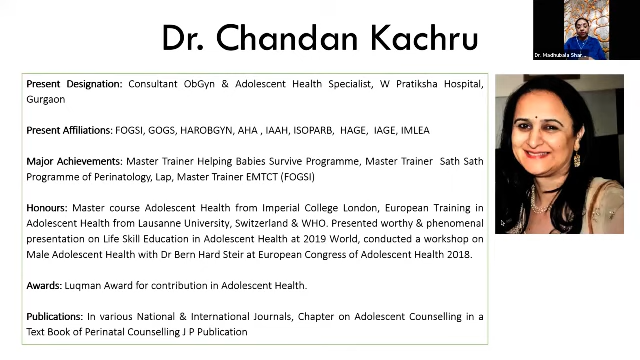 Dr. Chandan Kachru
Dr. Madhubala Shar...
Present Designation: Consultant ObGyn & Adolescent Health Specialist, W Pratiksha Hospital,
Gurgaon
Present Affiliations: FOGSI, GOGS, HAROBGYN, AHA , IAAH, ISOPARB, HAGE, IAGE, IMLEA
Major Achievements: Master Trainer Helping Babies Survive Programme, Master Trainer Sath Sath
Programme of Perinatology, Lap, Master Trainer EMTCT (FOGSI)
Honours: Master course Adolescent Health from Imperial College London, European Training in
Adolescent Health from Lausanne University, Switzerland & WHO. Presented worthy & phenomenal
presentation on Life Skill Education in Adolescent Health at 2019 World, conducted a workshop on
Male Adolescent Health with Dr Bern Hard Steir at European Congress of Adolescent Health 2018.
Awards: Luqman Award for contribution in Adolescent Health.
Publications: In various National & International Journals, Chapter on Adolescent Counselling in a
Text Book of Perinatal Counselling J P Publication